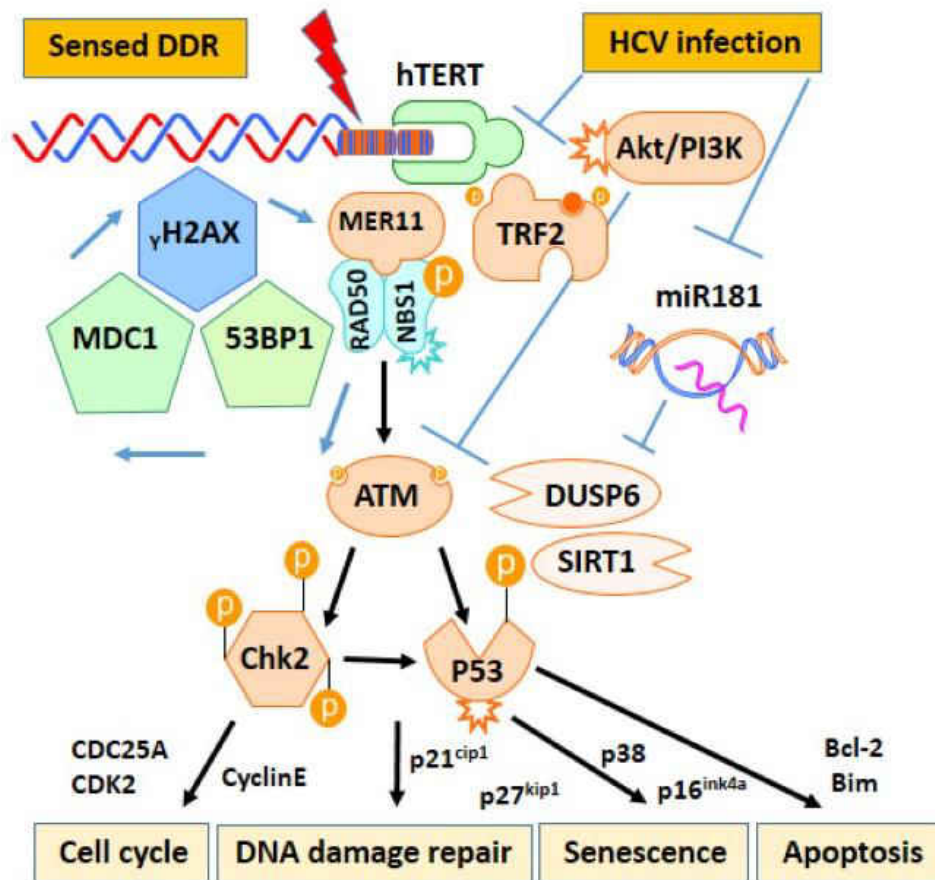 Sensed DDR
HCV infection
hTERT
Akt/PI3K
p
p
γH2AX
MER11
TRF2
p
RAD50
NBS1
miR181
MDC1
53BP1
p
p
ATM
DUSP6
p
SIRT1
p
p
Chk2
P53
p
CDC25A
CDK2
CyclinE
p21cip1
p27kip1
p38
p16ink4a
Bcl-2
Bim
Cell cycle
DNA damage repair
Senescence
Apoptosis